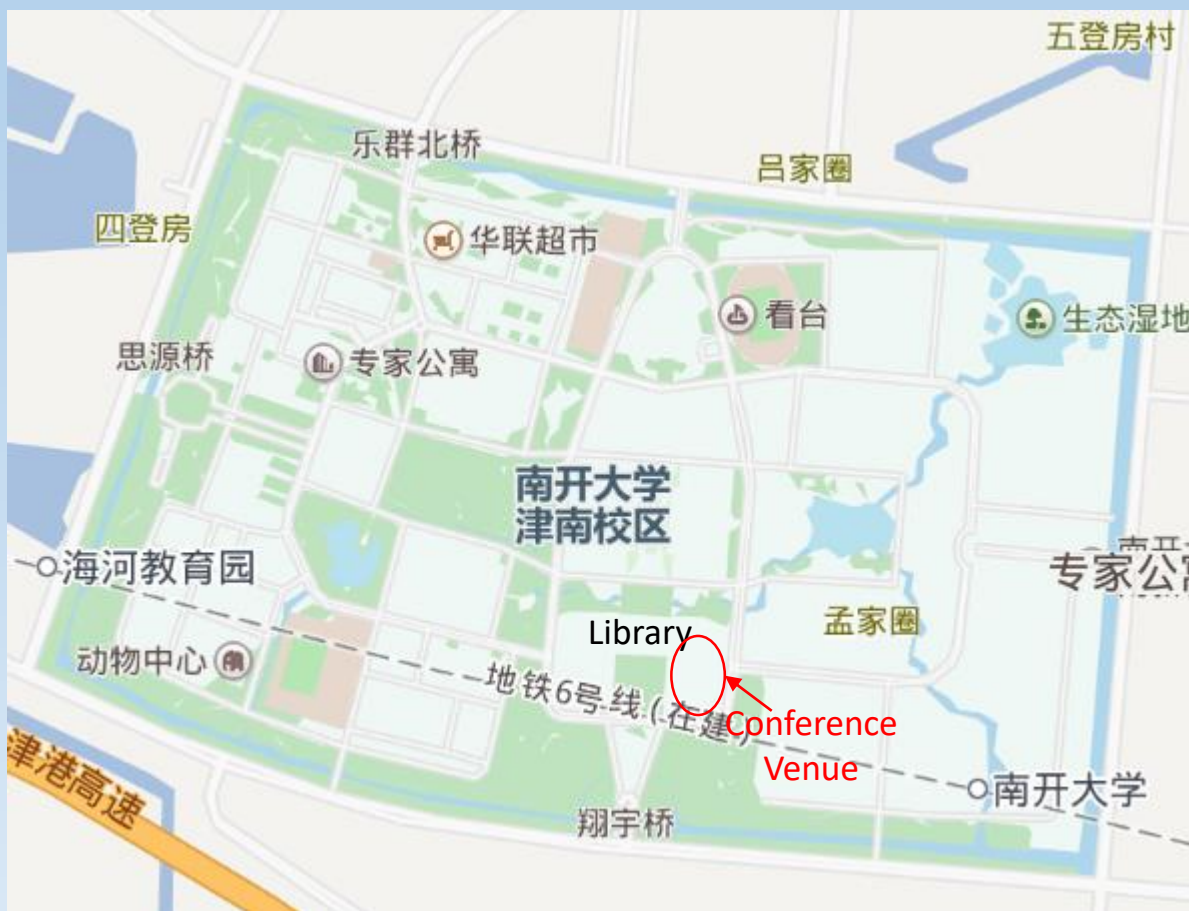 五登房村
乐群北桥
吕家圈
四登房
华联超市
看台
生态湿地
思源桥
专家公寓
南开大学
津南校区
海河教育园
专家公寓
孟家圈
Library
动物中心
地铁6号线(在建)
Conference
Venue
津港高速
南开大学
翔宇桥